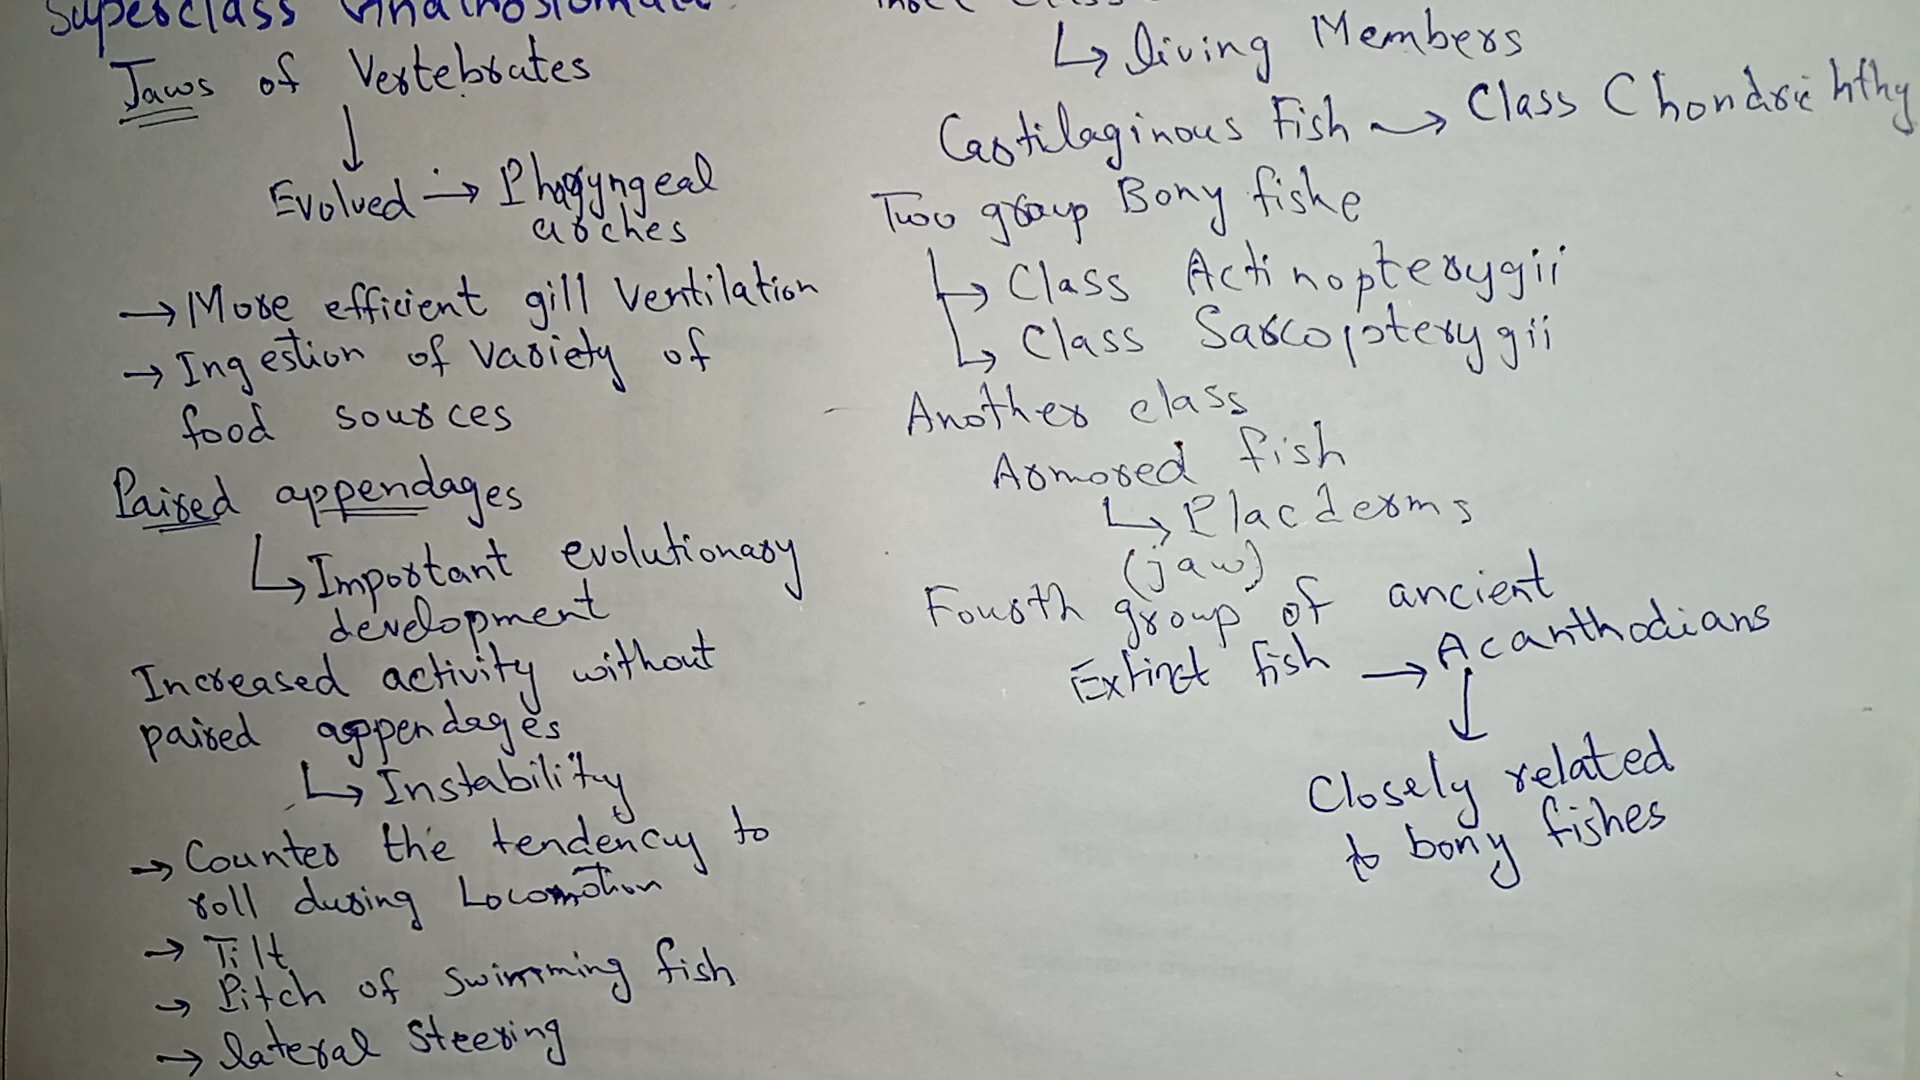 Superclass Gnathostomata
Jaws of Vertebrates
Evolved → Pharyngeal
arches
→ More efficient gill Ventilation
→ Ingestion of variety of
food sources
Paired appendages
↳ Important evolutionary
development
Increased activity without
paired appendages
↳ Instability
→ Counter the tendency to
roll during Locomotion
→ Tilt
→ Pitch of swimming fish
→ lateral steering
↳ living Members
Cartilaginous Fish → Class Chondrichthy
Two group Bony fishe
↳ Class Actinopterygii
↳ Class Sarcopterygii
Another class
Armored fish
↳ Placderms
(jaw)
Fourth group of ancient
Extinct fish → Acanthodians
Closely related
to bony fishes